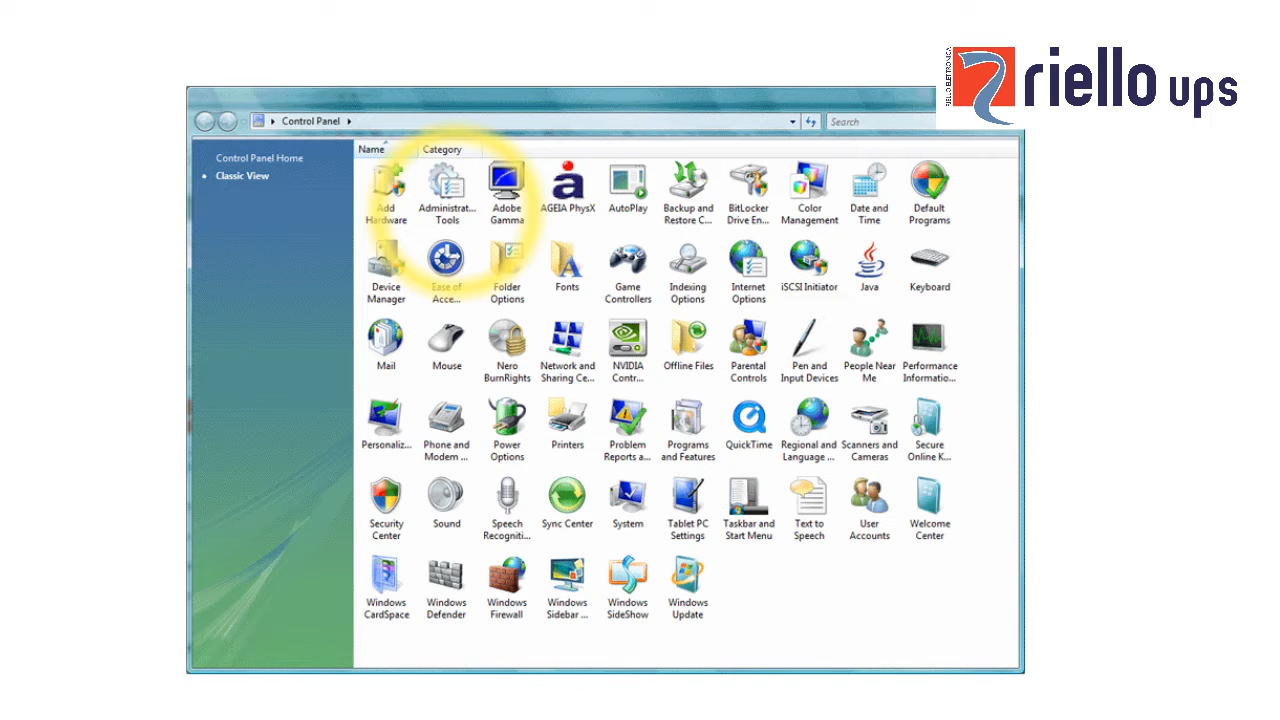 RIELLO ELETTRONICA
riello ups
Control Panel
Search
Control Panel Home
Classic View
Name
Category
Add
Hardware
Administrat...
Tools
Adobe
Gamma
AGEIA PhysX
AutoPlay
Backup and
Restore C...
BitLocker
Drive En...
Color
Management
Date and
Time
Default
Programs
Device
Manager
Ease of
Acce...
Folder
Options
Fonts
Game
Controllers
Indexing
Options
Internet
Options
iSCSI Initiator
Java
Keyboard
Mail
Mouse
Nero
BurnRights
Network and
Sharing Ce...
NVIDIA
Contr...
Offline Files
Parental
Controls
Pen and
Input Devices
People Near
Me
Performance
Informatio...
Personaliz...
Phone and
Modem ...
Power
Options
Printers
Problem
Reports a...
Programs
and Features
QuickTime
Regional and
Language ...
Scanners and
Cameras
Secure
Online K...
Security
Center
Sound
Speech
Recogniti...
Sync Center
System
Tablet PC
Settings
Taskbar and
Start Menu
Text to
Speech
User
Accounts
Welcome
Center
Windows
CardSpace
Windows
Defender
Windows
Firewall
Windows
Sidebar ...
Windows
SideShow
Windows
Update